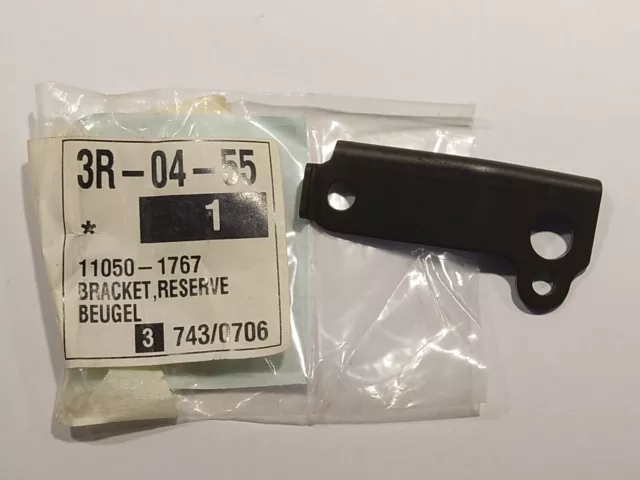 3R-04-55
* 1
11050-1767
BRACKET,RESERVE
BEUGEL
3 743/0706